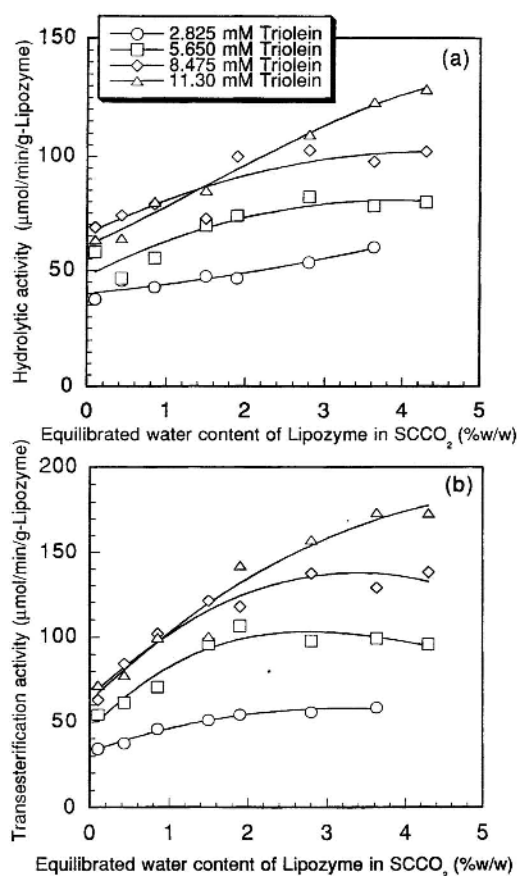 2.825 mM Triolein
5.650 mM Triolein
8.475 mM Triolein
11.30 mM Triolein
(a)
150
100
50
0
Hydrolytic activity (μmol/min/g-Lipozyme)
0 1 2 3 4 5
Equilibrated water content of Lipozyme in SCCO₂ (%w/w)
(b)
200
150
100
50
0
Transesterification activity (μmol/min/g-Lipozyme)
0 1 2 3 4 5
Equilibrated water content of Lipozyme in SCCO₂ (%w/w)